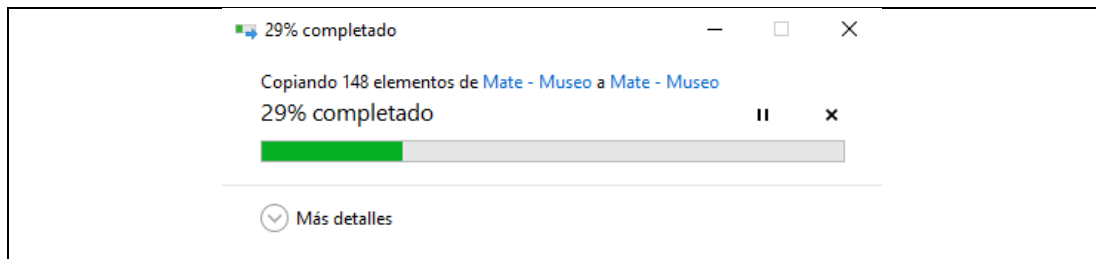 29% completado
Copiando 148 elementos de Mate - Museo a Mate - Museo
29% completado
Más detalles